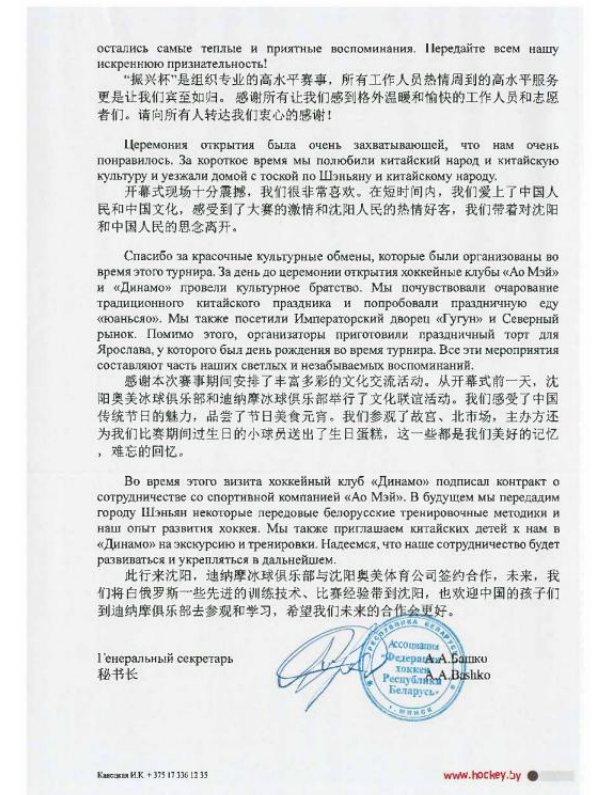 остались самые теплые и приятные воспоминания. Передайте всем нашу
искреннюю признательность!
“振兴杯”是组织专业的高水平赛事，所有工作人员热情周到的高水平服务
更是让我们宾至如归。 感谢所有让我们感到格外温暖和愉快的工作人员和志愿
者们。请向所有人转达我们衷心的感谢！
Церемония открытия была очень захватывающей, что нам очень
понравилось. За короткое время мы полюбили китайский народ и китайскую
культуру и уезжали домой с тоской по Шэньяну и китайскому народу.
开幕式现场十分震撼，我们很非常喜欢。在短时间内，我们爱上了中国人
民和中国文化，感受到了大赛的激情和沈阳人民的热情好客，我们带着对沈阳
和中国人民的思念离开。
Спасибо за красочные культурные обмены, которые были организованы во
время этого турнира. За день до церемонии открытия хоккейные клубы «Ао Мэй»
и «Динамо» провели культурное братство. Мы почувствовали очарование
традиционного китайского праздника и попробовали праздничную еду
«юаньсяо». Мы также посетили Императорский дворец «Гугун» и Северный
рынок. Помимо этого, организаторы приготовили праздничный торт для
Ярослава, у которого был день рождения во время турнира. Все эти мероприятия
составляют часть наших светлых и незабываемых воспоминаний.
感谢本次赛事期间安排了丰富多彩的文化交流活动。从开幕式前一天，沈
阳奥美冰球俱乐部和迪纳摩冰球俱乐部举行了文化联谊活动。我们感受了中国
传统节日的魅力，品尝了节日美食元宵。我们参观了故宫、北市场，主办方还
为我们比赛期间过生日的小球员送出了生日蛋糕，这一些都是我们美好的记忆
，难忘的回忆。
Во время этого визита хоккейный клуб «Динамо» подписал контракт о
сотрудничестве со спортивной компанией «Ао Мэй». В будущем мы передадим
городу Шэньян некоторые передовые белорусские тренировочные методики и
наш опыт развития хоккея. Мы также приглашаем китайских детей к нам в
«Динамо» на экскурсию и тренировки. Надеемся, что наше сотрудничество будет
развиваться и укрепляться в дальнейшем.
此行来沈阳，迪纳摩冰球俱乐部与沈阳奥美体育公司签约合作，未来，我
们将白俄罗斯一些先进的训练技术、比赛经验带到沈阳，也欢迎中国的孩子们
到迪纳摩俱乐部去参观和学习，希望我们未来的合作会更好。
Генеральный секретарь
А.А.Башко
秘书长
A.A.Bashko
РЕСПУБЛИКА БЕЛАРУСЬ
Ассоциация
«Федерация
хоккея
Республики
Беларусь»
г. МИНСК
И.К. + 375 17 336 12 35
www.hockey.by